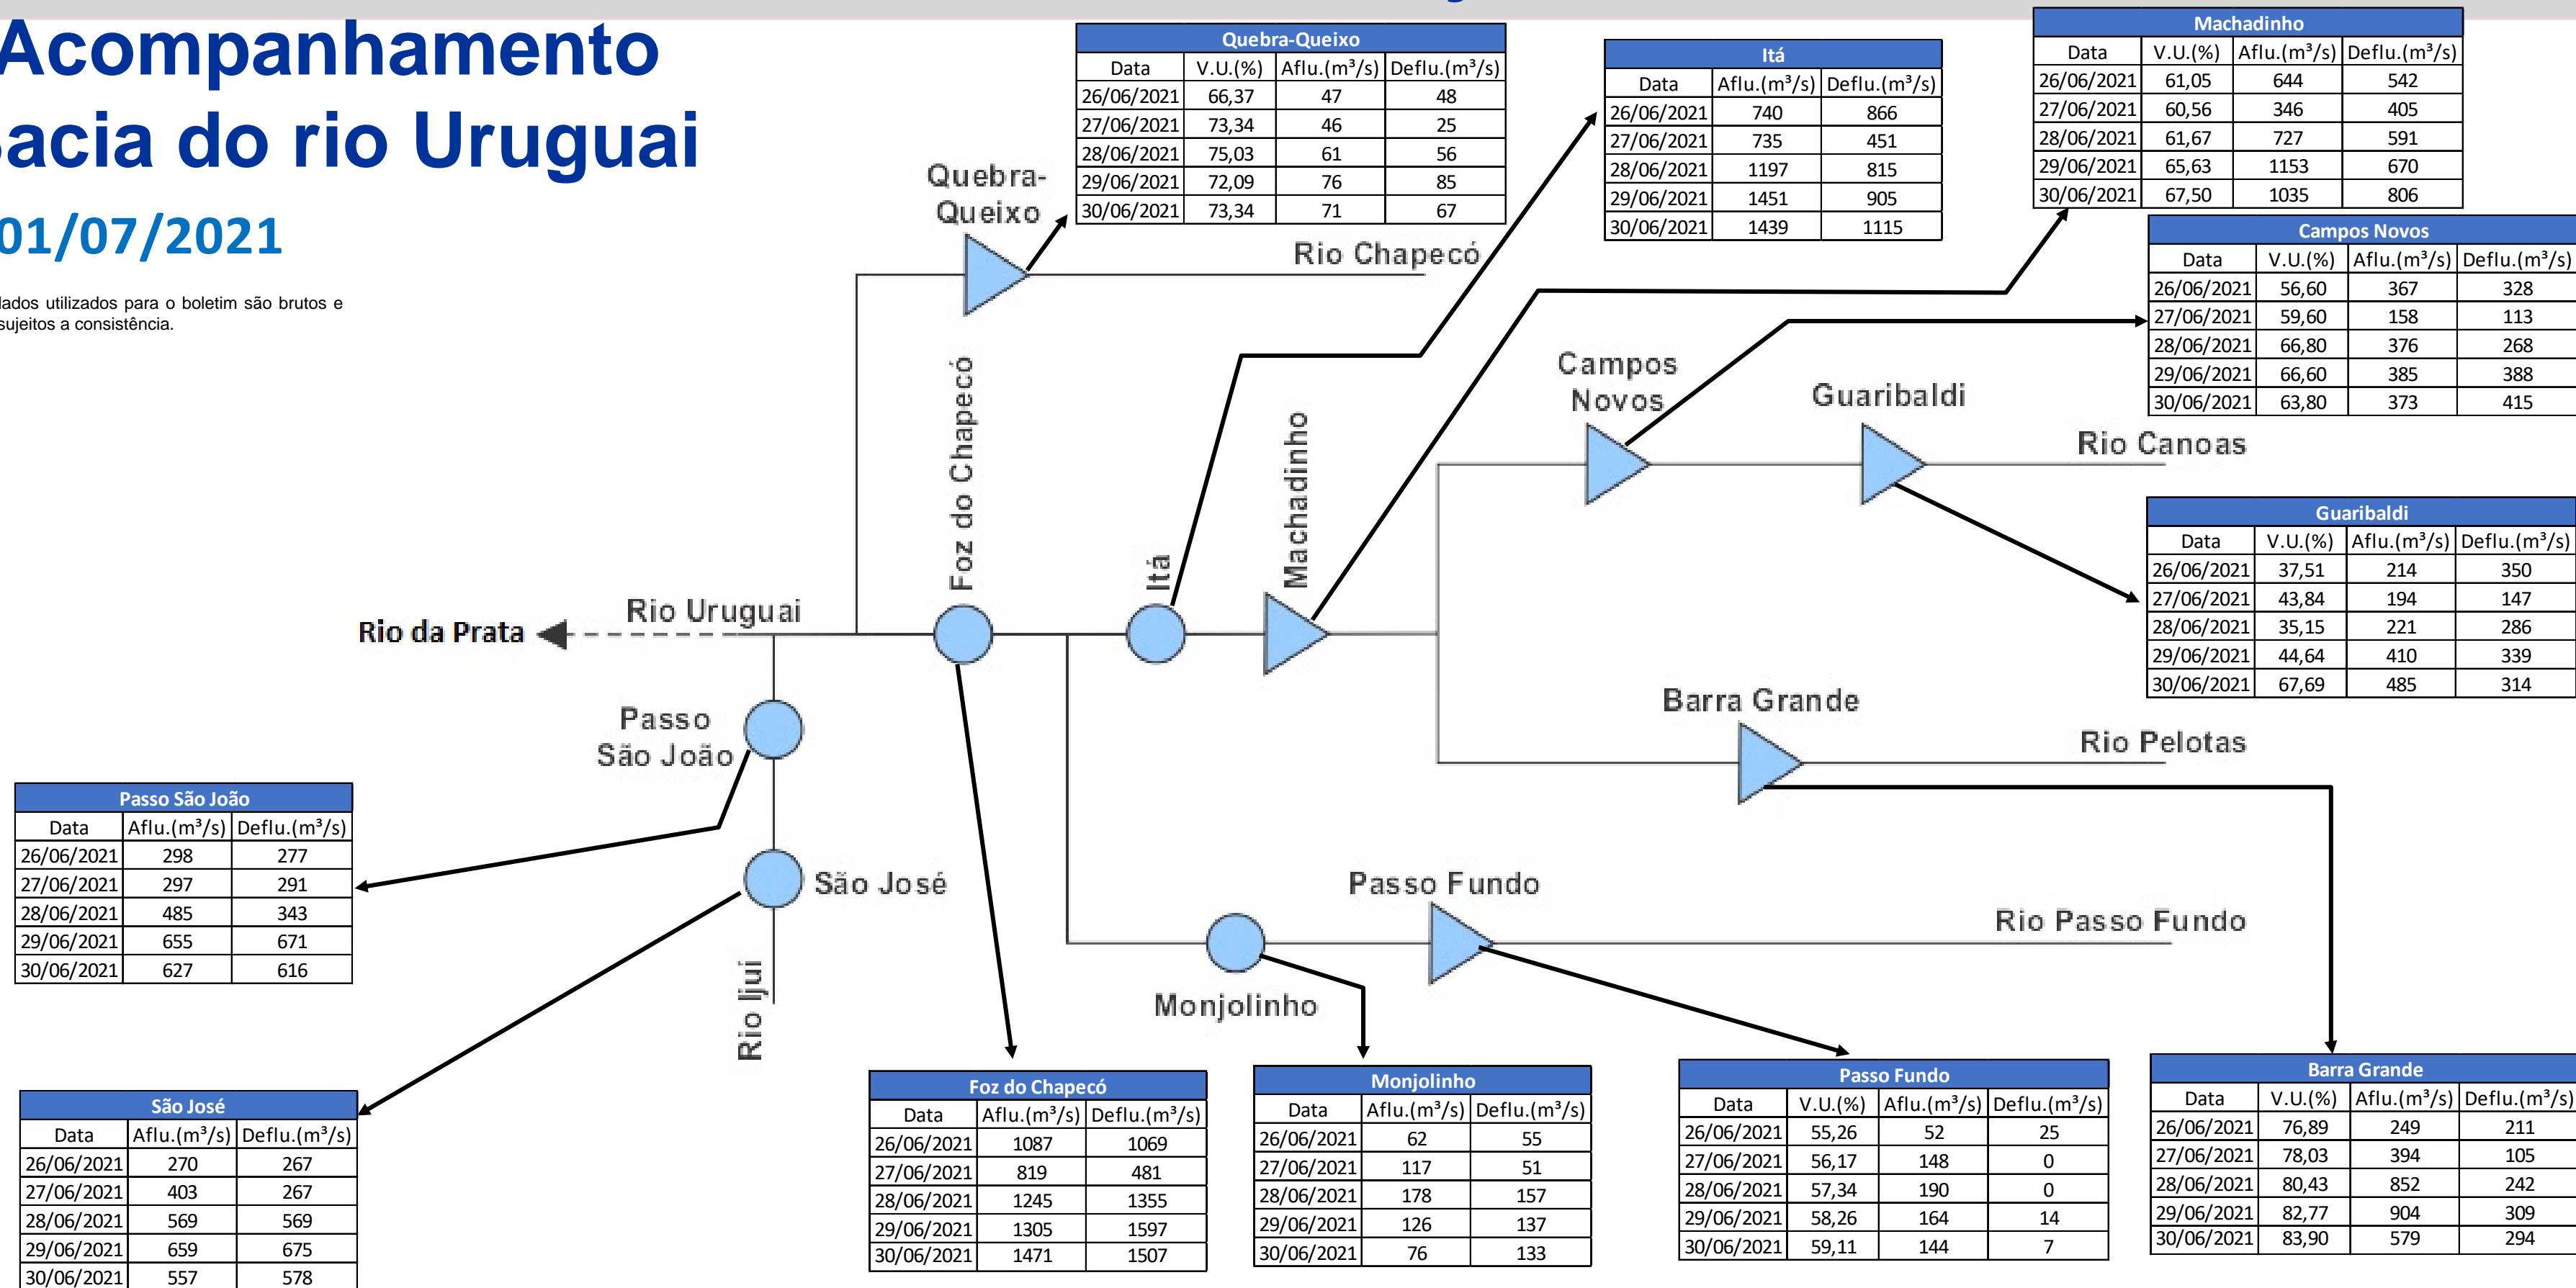 Acompanhamento
acia do rio Uruguai
01/07/2021
dados utilizados para o boletim são brutos e
sujeitos a consistência.
Quebra-Queixo
Data V.U.(%) Aflu.(m³/s) Deflu.(m³/s)
26/06/2021 66,37 47 48
27/06/2021 73,34 46 25
28/06/2021 75,03 61 56
29/06/2021 72,09 76 85
30/06/2021 73,34 71 67
Itá
Data Aflu.(m³/s) Deflu.(m³/s)
26/06/2021 740 866
27/06/2021 735 451
28/06/2021 1197 815
29/06/2021 1451 905
30/06/2021 1439 1115
Machadinho
Data V.U.(%) Aflu.(m³/s) Deflu.(m³/s)
26/06/2021 61,05 644 542
27/06/2021 60,56 346 405
28/06/2021 61,67 727 591
29/06/2021 65,63 1153 670
30/06/2021 67,50 1035 806
Campos Novos
Data V.U.(%) Aflu.(m³/s) Deflu.(m³/s)
26/06/2021 56,60 367 328
27/06/2021 59,60 158 113
28/06/2021 66,80 376 268
29/06/2021 66,60 385 388
30/06/2021 63,80 373 415
Quebra-
Queixo
Rio Chapecó
Foz do Chapecó
Itá
Machadinho
Campos
Novos
Guaribaldi
Rio Canoas
Guaribaldi
Data V.U.(%) Aflu.(m³/s) Deflu.(m³/s)
26/06/2021 37,51 214 350
27/06/2021 43,84 194 147
28/06/2021 35,15 221 286
29/06/2021 44,64 410 339
30/06/2021 67,69 485 314
Rio Uruguai
Rio da Prata
Barra Grande
Rio Pelotas
Passo
São João
São José
Rio Ijuí
Passo Fundo
Rio Passo Fundo
Monjolinho
Passo São João
Data Aflu.(m³/s) Deflu.(m³/s)
26/06/2021 298 277
27/06/2021 297 291
28/06/2021 485 343
29/06/2021 655 671
30/06/2021 627 616
São José
Data Aflu.(m³/s) Deflu.(m³/s)
26/06/2021 270 267
27/06/2021 403 267
28/06/2021 569 569
29/06/2021 659 675
30/06/2021 557 578
Foz do Chapecó
Data Aflu.(m³/s) Deflu.(m³/s)
26/06/2021 1087 1069
27/06/2021 819 481
28/06/2021 1245 1355
29/06/2021 1305 1597
30/06/2021 1471 1507
Monjolinho
Data Aflu.(m³/s) Deflu.(m³/s)
26/06/2021 62 55
27/06/2021 117 51
28/06/2021 178 157
29/06/2021 126 137
30/06/2021 76 133
Passo Fundo
Data V.U.(%) Aflu.(m³/s) Deflu.(m³/s)
26/06/2021 55,26 52 25
27/06/2021 56,17 148 0
28/06/2021 57,34 190 0
29/06/2021 58,26 164 14
30/06/2021 59,11 144 7
Barra Grande
Data V.U.(%) Aflu.(m³/s) Deflu.(m³/s)
26/06/2021 76,89 249 211
27/06/2021 78,03 394 105
28/06/2021 80,43 852 242
29/06/2021 82,77 904 309
30/06/2021 83,90 579 294